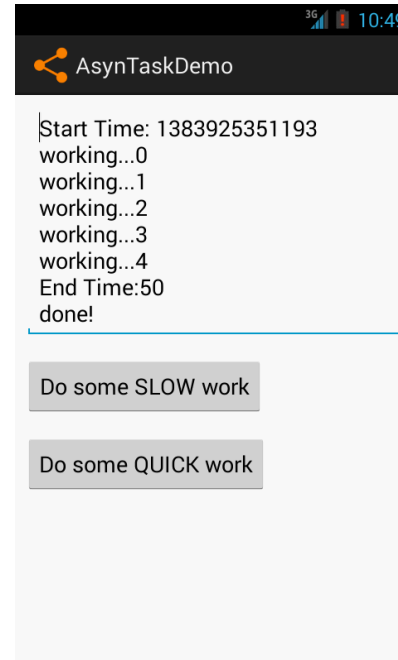 3G 10:49
AsynTaskDemo
Start Time: 1383925351193
working...0
working...1
working...2
working...3
working...4
End Time:50
done!
Do some SLOW work
Do some QUICK work